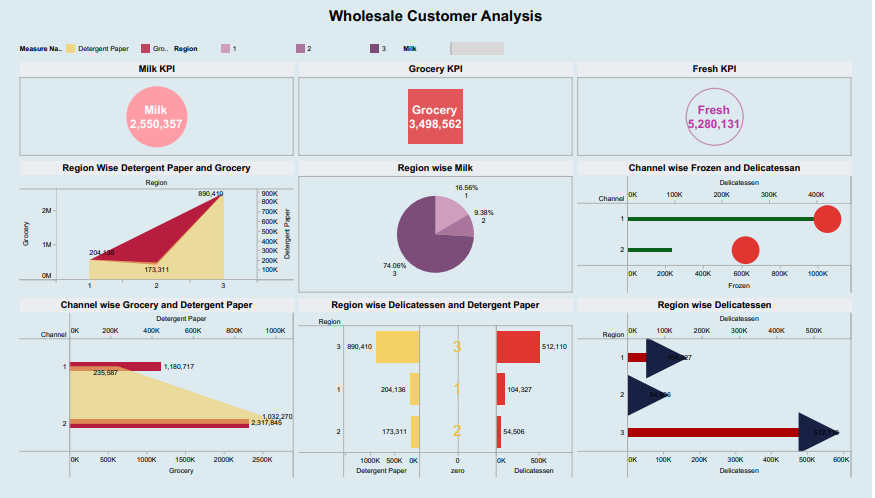 Wholesale Customer Analysis
Measure Na.. Detergent Paper Gro.. Region 1 2 3 Milk
Milk KPI
Milk
2,550,357
Grocery KPI
Grocery
3,498,562
Fresh KPI
Fresh
5,280,131
Region Wise Detergent Paper and Grocery
Region
890,410
204,136
173,311
2M
1M
0M
Grocery
900K
800K
700K
600K
500K
400K
300K
200K
100K
Detergent Paper
1 2 3
Region wise Milk
16.56%
1
9.38%
2
74.06%
3
Channel wise Frozen and Delicatessan
Delicatessen
0K 100K 200K 300K 400K
Channel
1
2
0K 200K 400K 600K 800K 1000K
Frozen
Channel wise Grocery and Detergent Paper
Detergent Paper
0K 200K 400K 600K 800K 1000K
Channel
1 1,180,717
235,587
1,032,270
2 2,317,845
0K 500K 1000K 1500K 2000K 2500K
Grocery
Region wise Delicatessen and Detergent Paper
Region
3 890,410 3 512,110
1 204,136 1 104,327
2 173,311 2 54,506
1000K 500K 0K 0 0K 500K
Detergent Paper zero Delicatessen
Region wise Delicatessen
Delicatessen
0K 100K 200K 300K 400K 500K
Region
1
2
3
0K 100K 200K 300K 400K 500K 600K
Delicatessen